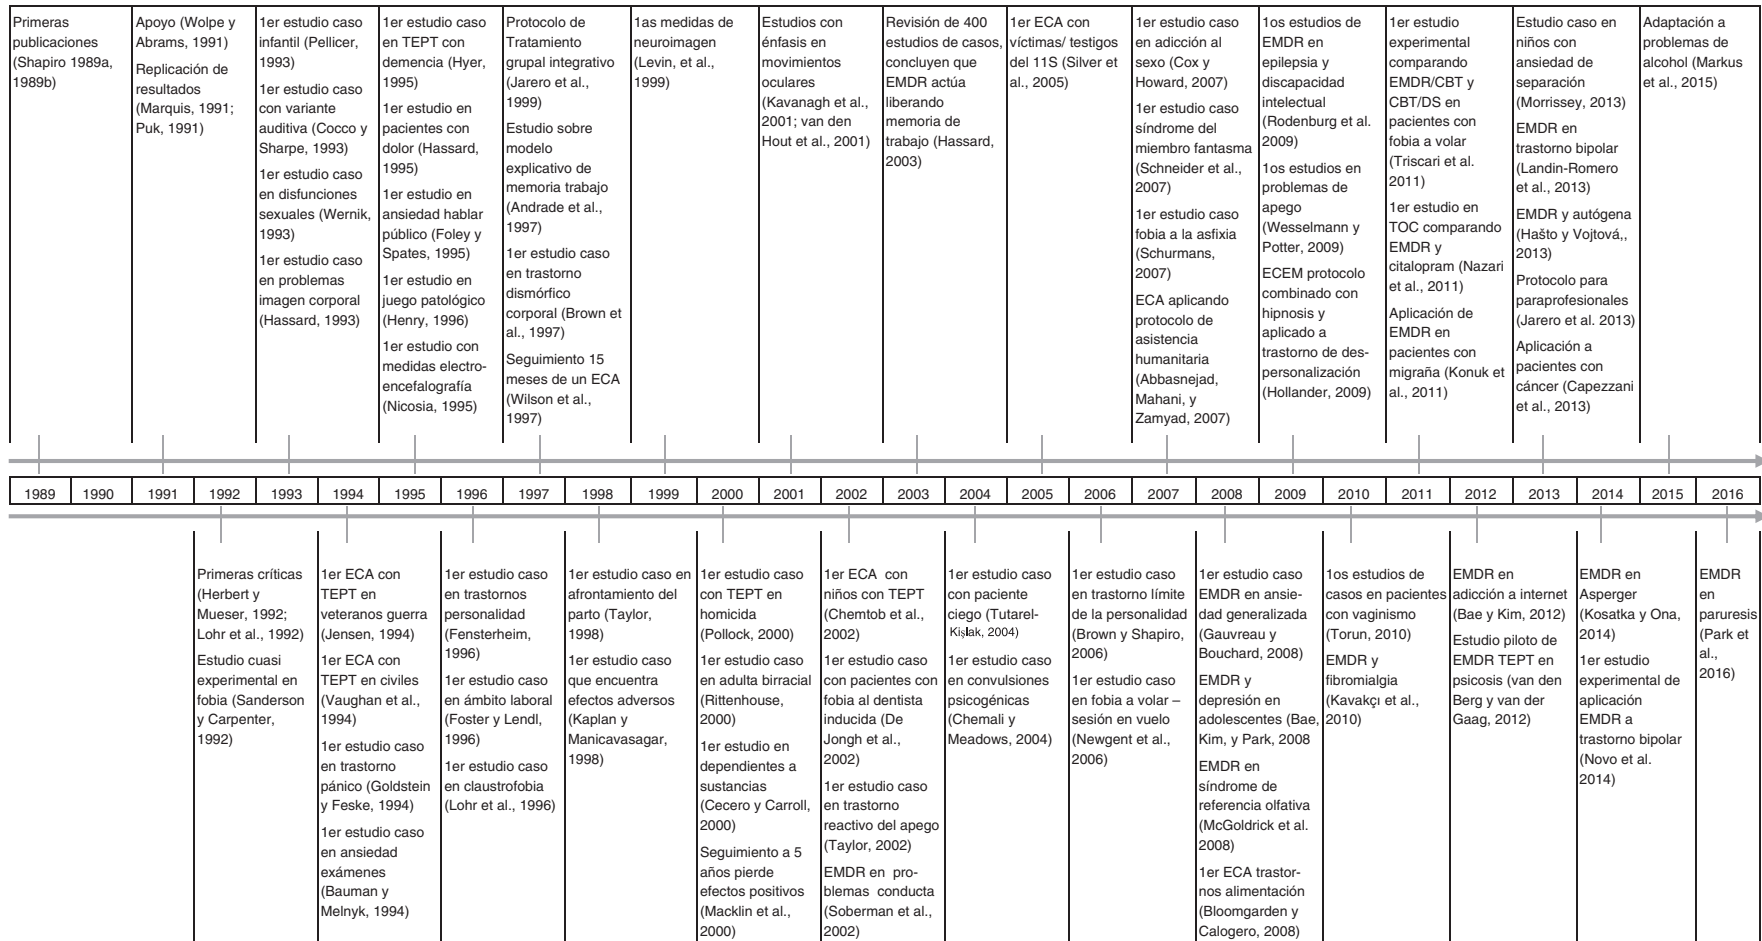 Primeras
publicaciones
(Shapiro 1989a,
1989b)
Apoyo (Wolpe y
Abrams, 1991)
Replicación de
resultados
(Marquis, 1991;
Puk, 1991)
1er estudio caso
infantil (Pellicer,
1993)
1er estudio caso
con variante
auditiva (Cocco y
Sharpe, 1993)
1er estudio caso
en disfunciones
sexuales (Wernik,
1993)
1er estudio caso
en problemas
imagen corporal
(Hassard, 1993)
1er estudio caso
en TEPT con
demencia (Hyer,
1995)
1er estudio en
pacientes con
dolor (Hassard,
1995)
1er estudio en
ansiedad hablar
público (Foley y
Spates, 1995)
1er estudio en
juego patológico
(Henry, 1996)
1er estudio con
medidas electro-
encefalografía
(Nicosia, 1995)
Protocolo de
Tratamiento
grupal integrativo
(Jarero et al.,
1999)
Estudio sobre
modelo
explicativo de
memoria trabajo
(Andrade et al.,
1997)
1er estudio caso
en trastorno
dismórfico
corporal (Brown et
al., 1997)
Seguimiento 15
meses de un ECA
(Wilson et al.,
1997)
1as medidas de
neuroimagen
(Levin, et al.,
1999)
Estudios con
énfasis en
movimientos
oculares
(Kavanagh et al.,
2001; van den
Hout et al., 2001)
Revisión de 400
estudios de casos,
concluyen que
EMDR actúa
liberando
memoria de
trabajo (Hassard,
2003)
1er ECA con
víctimas/ testigos
del 11S (Silver et
al., 2005)
1er estudio caso
en adicción al
sexo (Cox y
Howard, 2007)
1er estudio caso
síndrome del
miembro fantasma
(Schneider et al.,
2007)
1er estudio caso
fobia a la asfixia
(Schurmans,
2007)
ECA aplicando
protocolo de
asistencia
humanitaria
(Abbasnejad,
Mahani, y
Zamyad, 2007)
1os estudios de
EMDR en
epilepsia y
discapacidad
intelectual
(Rodenburg et al.
2009)
1os estudios en
problemas de
apego
(Wesselmann y
Potter, 2009)
ECEM protocolo
combinado con
hipnosis y
aplicado a
trastorno de des-
personalización
(Hollander, 2009)
1er estudio
experimental
comparando
EMDR/CBT y
CBT/DS en
pacientes con
fobia a volar
(Triscari et al.
2011)
1er estudio en
TOC comparando
EMDR y
citalopram (Nazari
et al., 2011)
Aplicación de
EMDR en
pacientes con
migraña (Konuk et
al., 2011)
Estudio caso en
niños con
ansiedad de
separación
(Morrissey, 2013)
EMDR en
trastorno bipolar
(Landin-Romero
et al., 2013)
EMDR y autógena
(Hašto y Vojtová,,
2013)
Protocolo para
paraprofesionales
(Jarero et al. 2013)
Aplicación a
pacientes con
cáncer (Capezzani
et al., 2013)
Adaptación a
problemas de
alcohol (Markus
et al., 2015)
1989 1990 1991 1992 1993 1994 1995 1996 1997 1998 1999 2000 2001 2002 2003 2004 2005 2006 2007 2008 2009 2010 2011 2012 2013 2014 2015 2016
Primeras críticas
(Herbert y
Mueser, 1992;
Lohr et al., 1992)
Estudio cuasi
experimental en
fobia (Sanderson
y Carpenter,
1992)
1er ECA con
TEPT en
veteranos guerra
(Jensen, 1994)
1er ECA con
TEPT en civiles
(Vaughan et al.,
1994)
1er estudio caso
en trastorno
pánico (Goldstein
y Feske, 1994)
1er estudio caso
en ansiedad
exámenes
(Bauman y
Melnyk, 1994)
1er estudio caso
en trastornos
personalidad
(Fensterheim,
1996)
1er estudio caso
en ámbito laboral
(Foster y Lendl,
1996)
1er estudio caso
en claustrofobia
(Lohr et al., 1996)
1er estudio caso en
afrontamiento del
parto (Taylor,
1998)
1er estudio caso
que encuentra
efectos adversos
(Kaplan y
Manicavasagar,
1998)
1er estudio caso
con TEPT en
homicida
(Pollock, 2000)
1er estudio caso
en adulta birracial
(Rittenhouse,
2000)
1er estudio en
dependientes a
sustancias
(Cecero y Carroll,
2000)
Seguimiento a 5
años pierde
efectos positivos
(Macklin et al.,
2000)
1er ECA con
niños con TEPT
(Chemtob et al.,
2002)
1er estudio caso
con pacientes con
fobia al dentista
inducida (De
Jongh et al.,
2002)
1er estudio caso
en trastorno
reactivo del apego
(Taylor, 2002)
EMDR en pro-
blemas conducta
(Soberman et al.,
2002)
1er estudio caso
con paciente
ciego (Tutarel-
Kişlak, 2004)
1er estudio caso
en convulsiones
psicogénicas
(Chemali y
Meadows, 2004)
1er estudio caso
en trastorno límite
de la personalidad
(Brown y Shapiro,
2006)
1er estudio caso
en fobia a volar –
sesión en vuelo
(Newgent et al.,
2006)
1er estudio caso
EMDR en ansie-
dad generalizada
(Gauvreau y
Bouchard, 2008)
EMDR y
depresión en
adolescentes (Bae,
Kim, y Park, 2008
EMDR en
síndrome de
referencia olfativa
(McGoldrick et al.
2008)
1er ECA trastor-
nos alimentación
(Bloomgarden y
Calogero, 2008)
1os estudios de
casos en pacientes
con vaginismo
(Torun, 2010)
EMDR y
fibromialgia
(Kavakçı et al.,
2010)
EMDR en
adicción a internet
(Bae y Kim, 2012)
Estudio piloto de
EMDR TEPT en
psicosis (van den
Berg y van der
Gaag, 2012)
EMDR en
Asperger
(Kosatka y Ona,
2014)
1er estudio
experimental de
aplicación
EMDR a
trastorno bipolar
(Novo et al.
2014)
EMDR
en
paruresis
(Park et
al.,
2016)